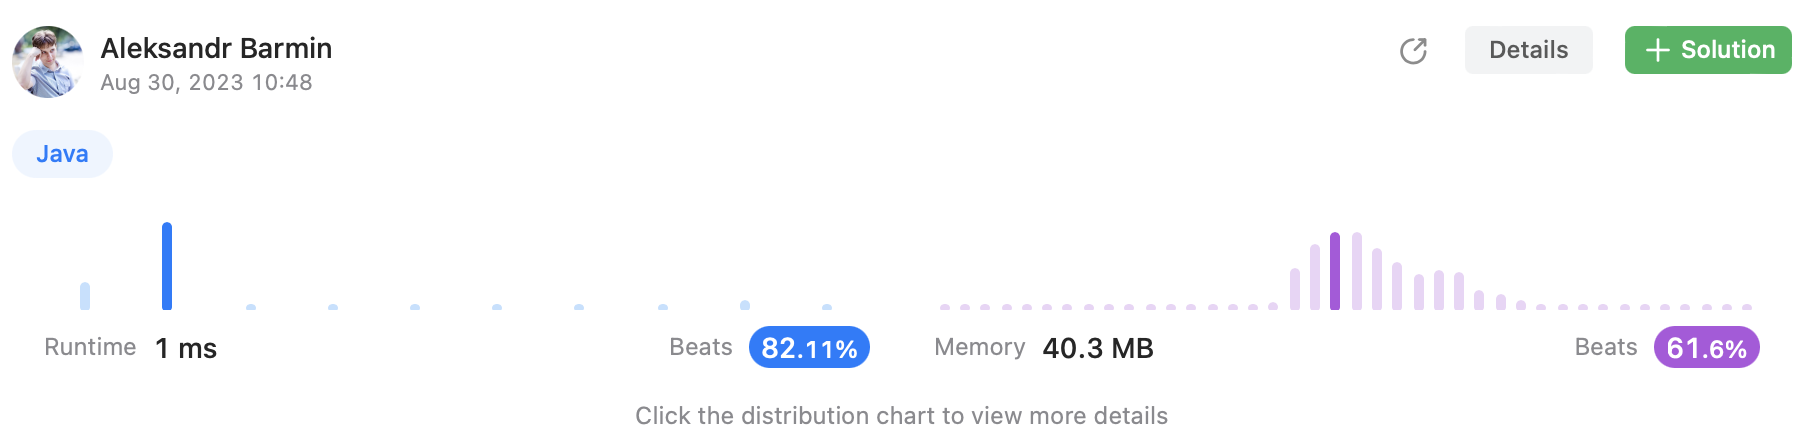 Aleksandr Barmin
Aug 30, 2023 10:48
Details
+ Solution
Java
Runtime 1 ms
Beats 82.11%
Memory 40.3 MB
Beats 61.6%
Click the distribution chart to view more details